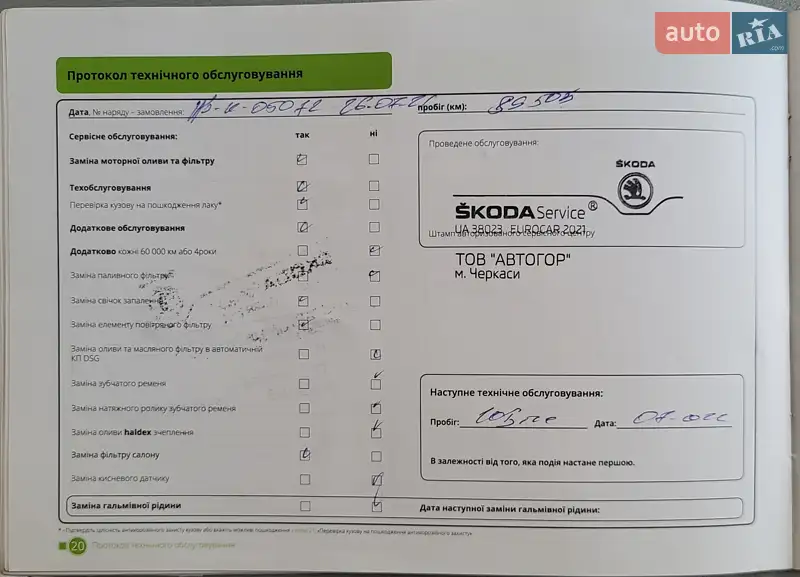 auto RIA .com
Протокол технічного обслуговування
Дата, № наряду – замовлення: пробіг (км): 89505
Сервісне обслуговування: так ні
Заміна моторної оливи та фільтру
Техобслуговування
Перевірка кузову на пошкодження лаку*
Додаткове обслуговування
Додатково кожні 60 000 км або 4роки
Заміна паливного фільтру
Заміна свічок запалення
Заміна елементу повітряного фільтру
Заміна оливи та масляного фільтру в автоматичній
КП DSG
Заміна зубчатого ременя
Заміна натяжного ролику зубчатого ременя
Заміна оливи haldex зчеплення
Заміна фільтру салону
Заміна кисневого датчику
Заміна гальмівної рідини
Проведене обслуговування:
ŠKODA
ŠKODA Service®
UA 38023 EUROCAR 2021
Штамп авторизованого сервісного центру
ТОВ "АВТОГОР"
м. Черкаси
Наступне технічне обслуговування:
Пробіг: Дата:
В залежності від того, яка подія настане першою.
Дата наступної заміни гальмівної рідини:
20 Протокол технічного обслуговування